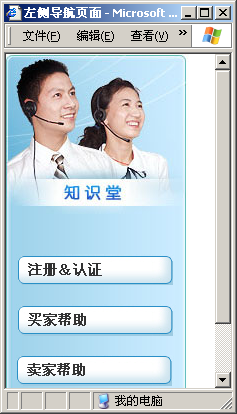 左侧导航页面 - Microsoft ...
文件(F) 编辑(E) 查看(V) »
知识堂
注册＆认证
买家帮助
卖家帮助
我的电脑